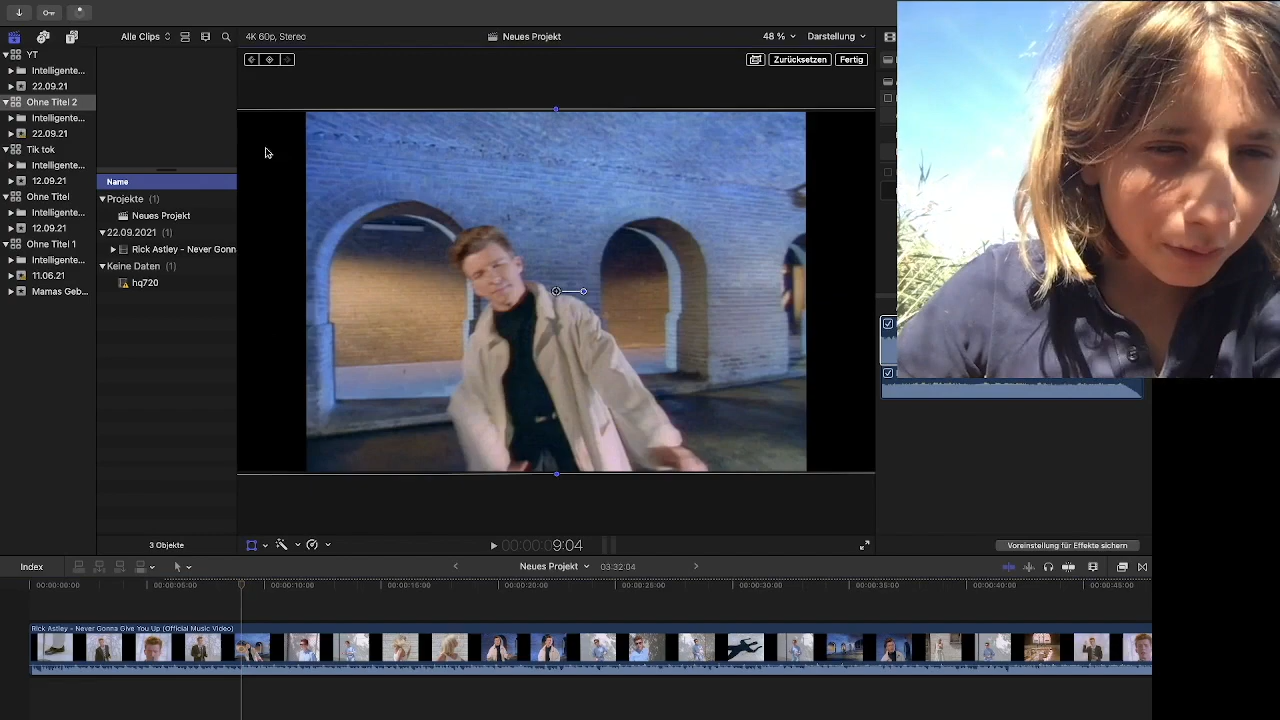 Alle Clips
4K 60p, Stereo
Neues Projekt
48 %
Darstellung
YT
Intelligente...
22.09.21
Ohne Titel 2
Intelligente...
22.09.21
Tik tok
Intelligente...
12.09.21
Ohne Titel
Intelligente...
12.09.21
Ohne Titel 1
Intelligente...
11.06.21
Mamas Geb...
Name
Projekte (1)
Neues Projekt
22.09.2021 (1)
Rick Astley - Never Gonn
Keine Daten (1)
hq720
3 Objekte
Zurücksetzen
Fertig
00:00:09:04
Voreinstellung für Effekte sichern
Index
Neues Projekt
03:32:04
00:00:00:00
00:00:05:00
00:00:10:00
00:00:15:00
00:00:20:00
00:00:25:00
00:00:30:00
00:00:35:00
00:00:40:00
00:00:45:00
Rick Astley - Never Gonna Give You Up (Official Music Video)